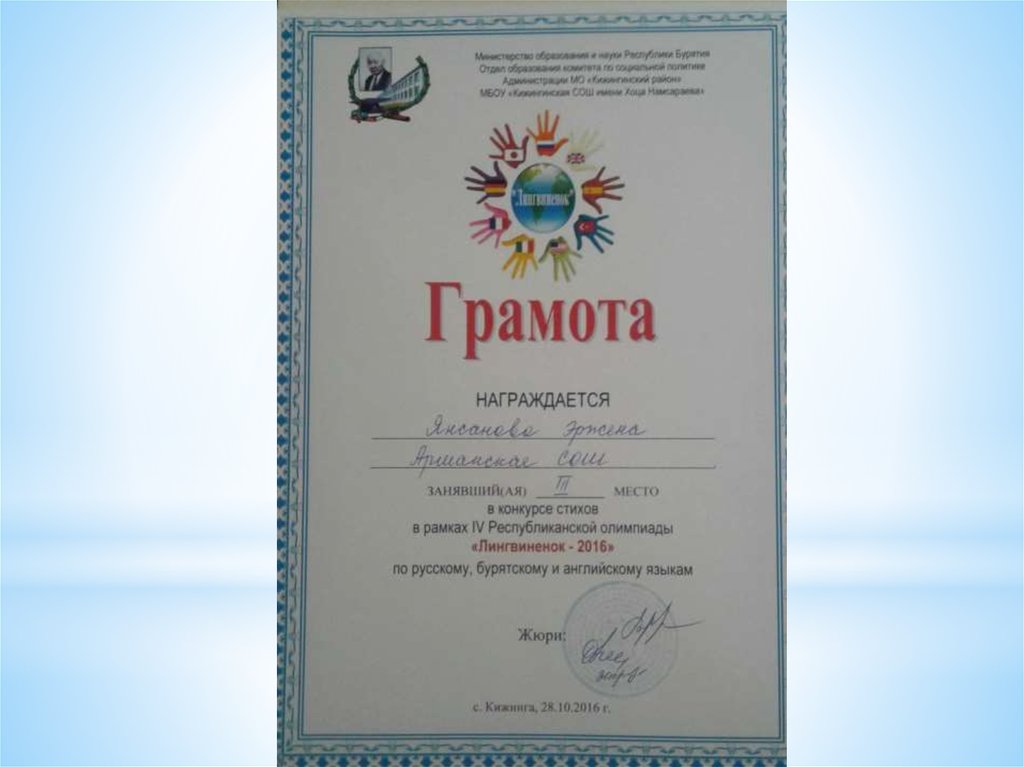 Министерство образования и науки Республики Бурятия
Отдел образования комитета по социальной политике
Администрации МО «Кижингинский район»
МБОУ «Кижингинская СОШ имени Хоца Намсараева»
"Лингвиненок"
Грамота
НАГРАЖДАЕТСЯ
Янсанова Эржена
Арманская СОШ
ЗАНЯВШИЙ(АЯ) III МЕСТО
в конкурсе стихов
в рамках IV Республиканской олимпиады
«Лингвиненок - 2016»
по русскому, бурятскому и английскому языкам
Жюри:
с. Кижинга, 28.10.2016 г.